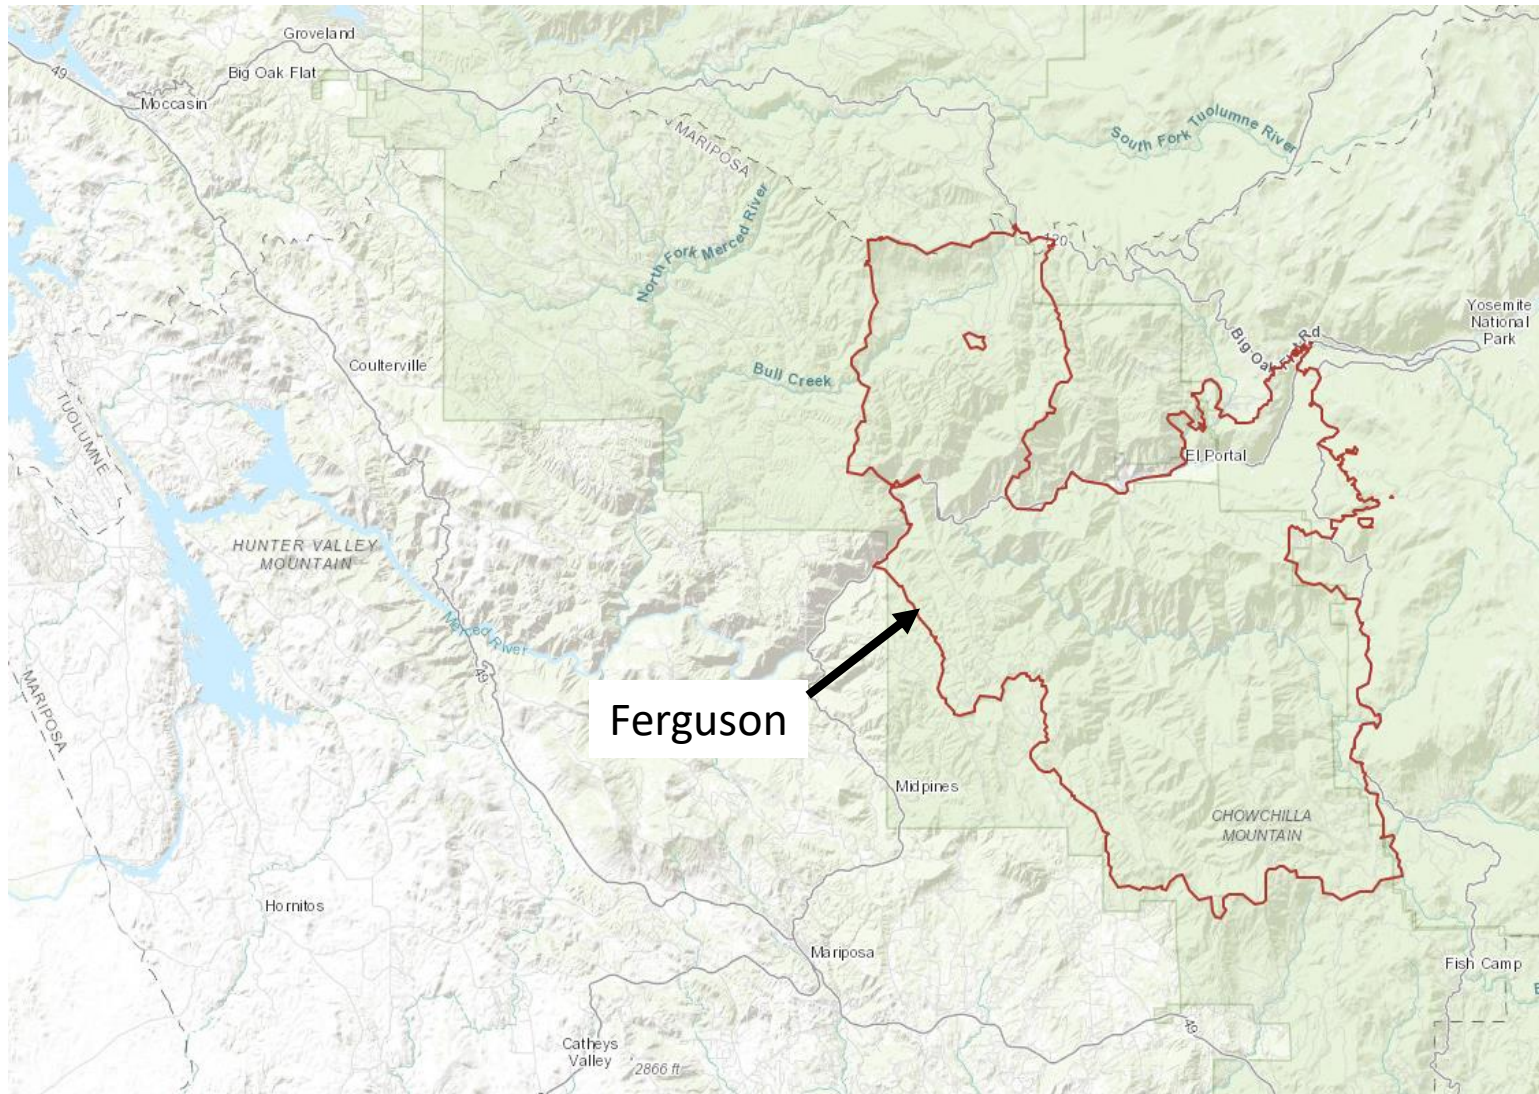 Groveland
Big Oak Flat
49
Moccasin
MARIPOSA
South Fork Tuolumne River
North Fork Merced River
120
Yosemite
National
Park
Big Oak Flat Rd
Coulterville
Bull Creek
TUOLUMNE
El Portal
HUNTER VALLEY
MOUNTAIN
Merced River
49
MARIPOSA
Ferguson
Midpines
CHOWCHILLA
MOUNTAIN
Hornitos
Mariposa
Fish Camp
49
Catheys
Valley
2866 ft